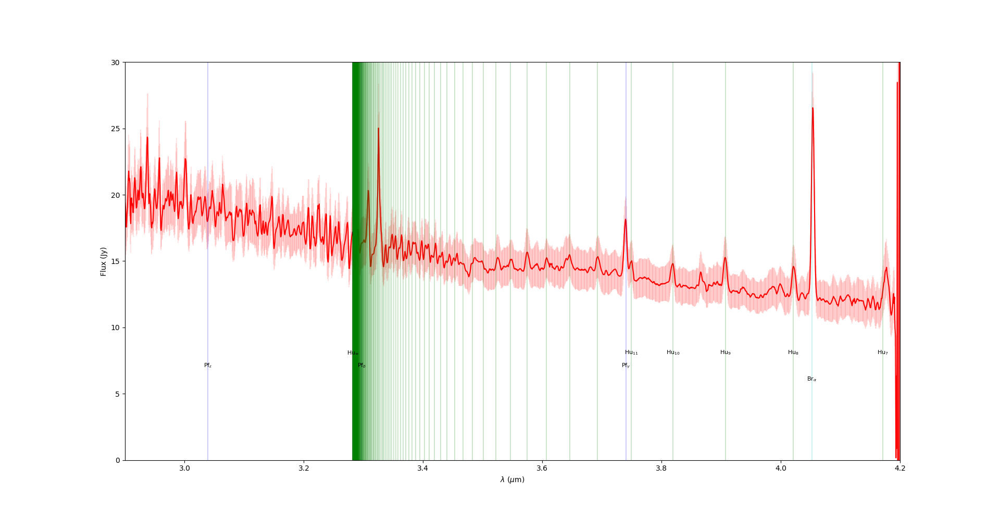 30
25
20
15
10
5
0
Flux (Jy)
Hu∞
Hu₁₁
Hu₁₀
Hu₉
Hu₈
Hu₇
Pfε
Pfδ
Pfγ
Brα
3.0
3.2
3.4
3.6
3.8
4.0
4.2
λ (μm)